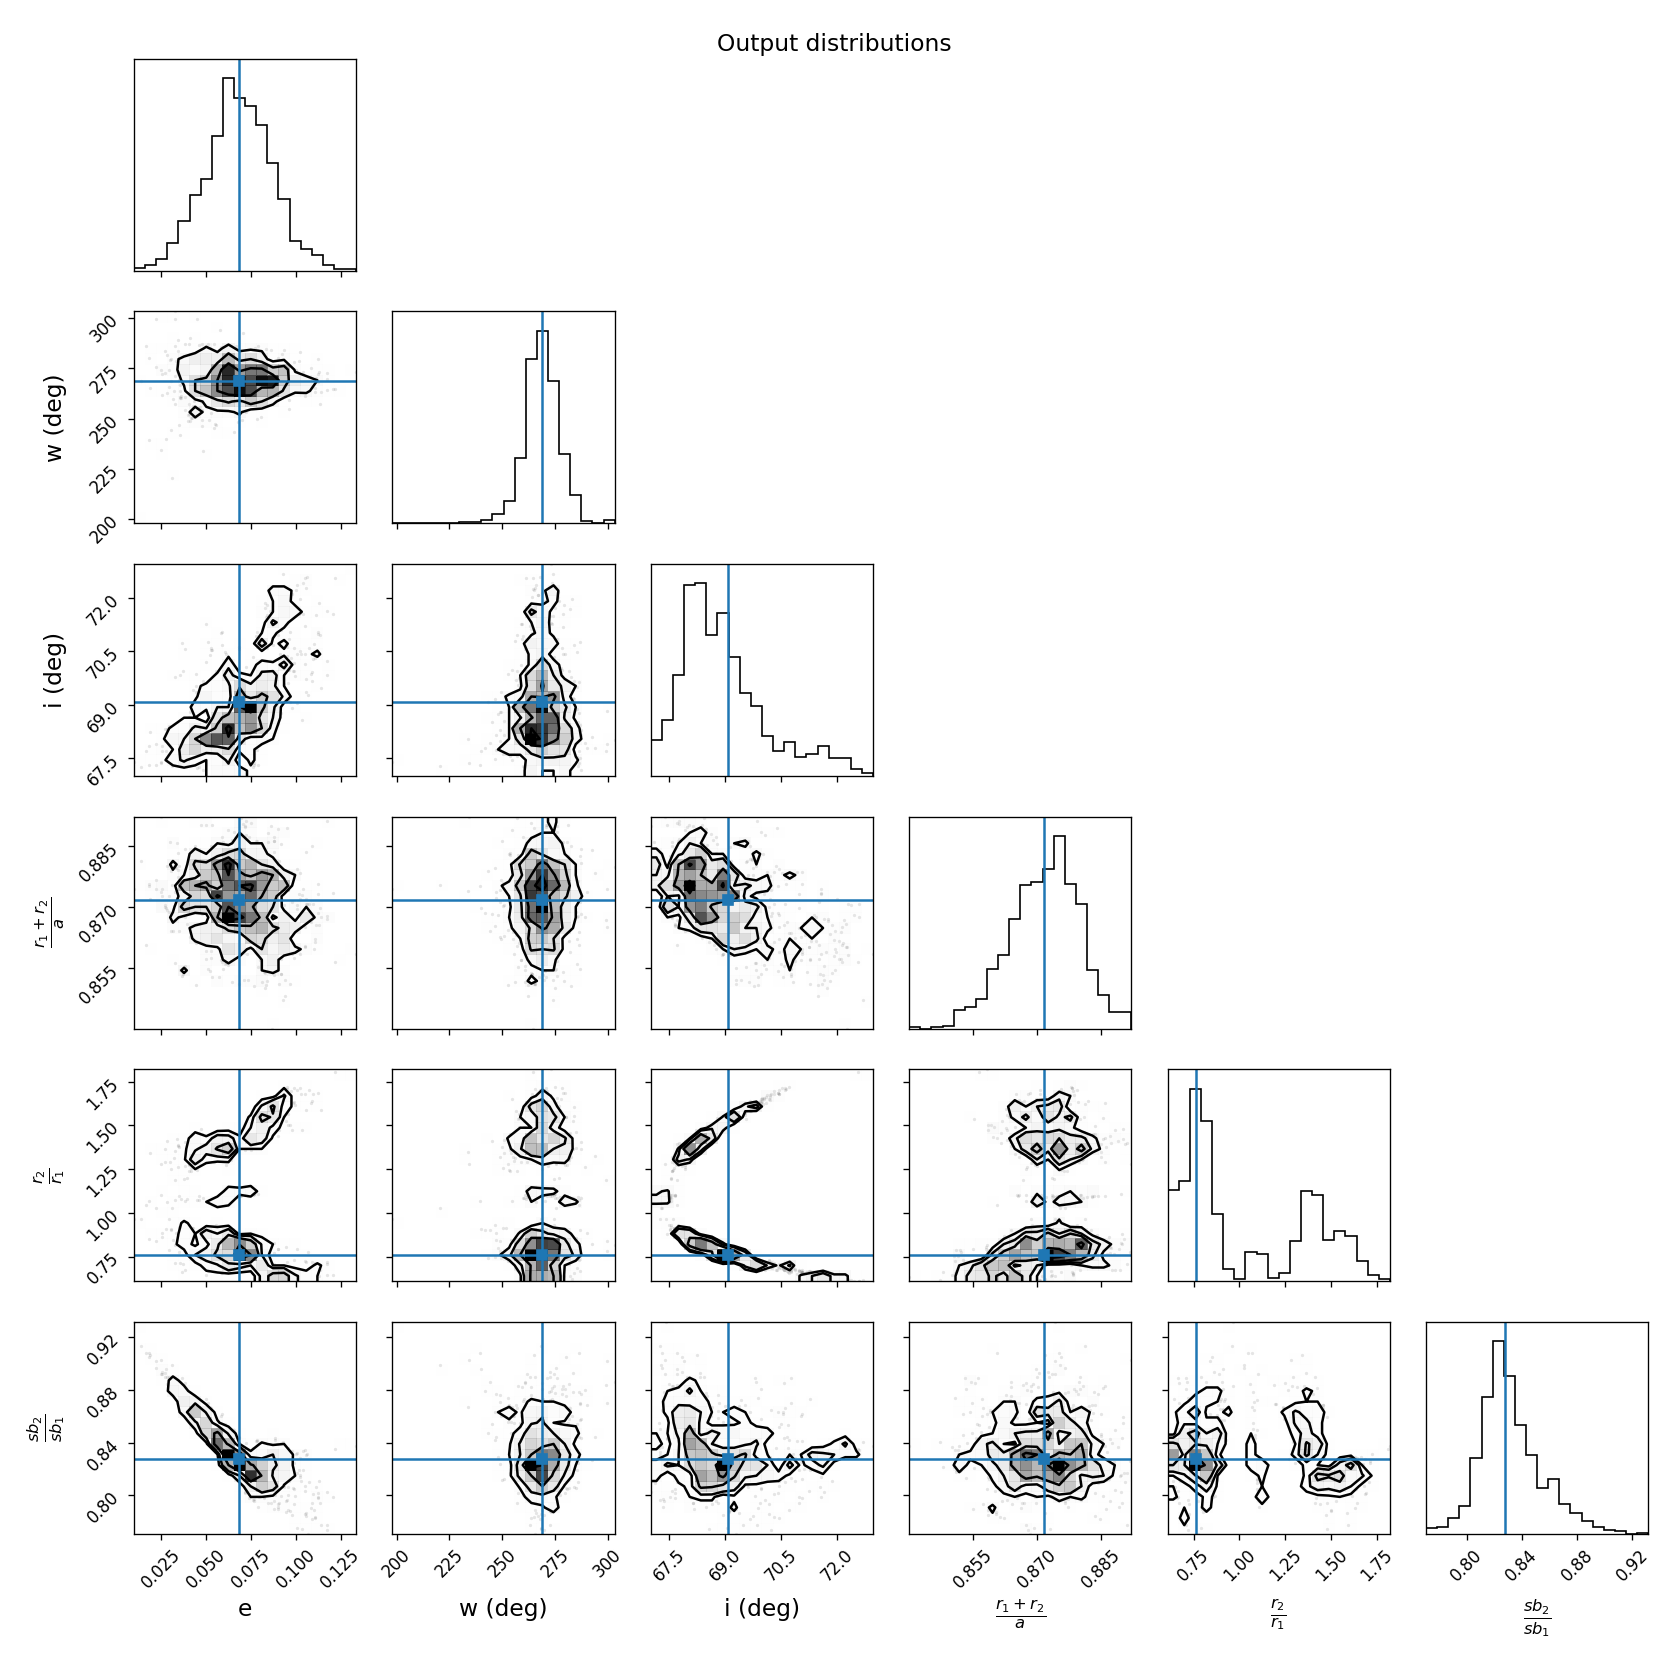 Output distributions
300
275
250
225
200
w (deg)
72.0
70.5
69.0
67.5
i (deg)
0.885
0.870
0.855
r₁ + r₂
a
1.75
1.50
1.25
1.00
0.75
r₂
r₁
0.92
0.88
0.84
0.80
sb₂
sb₁
0.025 0.050 0.075 0.100 0.125 200 225 250 275 300 67.5 69.0 70.5 72.0 0.855 0.870 0.885 0.75 1.00 1.25 1.50 1.75 0.80 0.84 0.88 0.92
e w (deg) i (deg)
r₁ + r₂
a
r₂
r₁
sb₂
sb₁